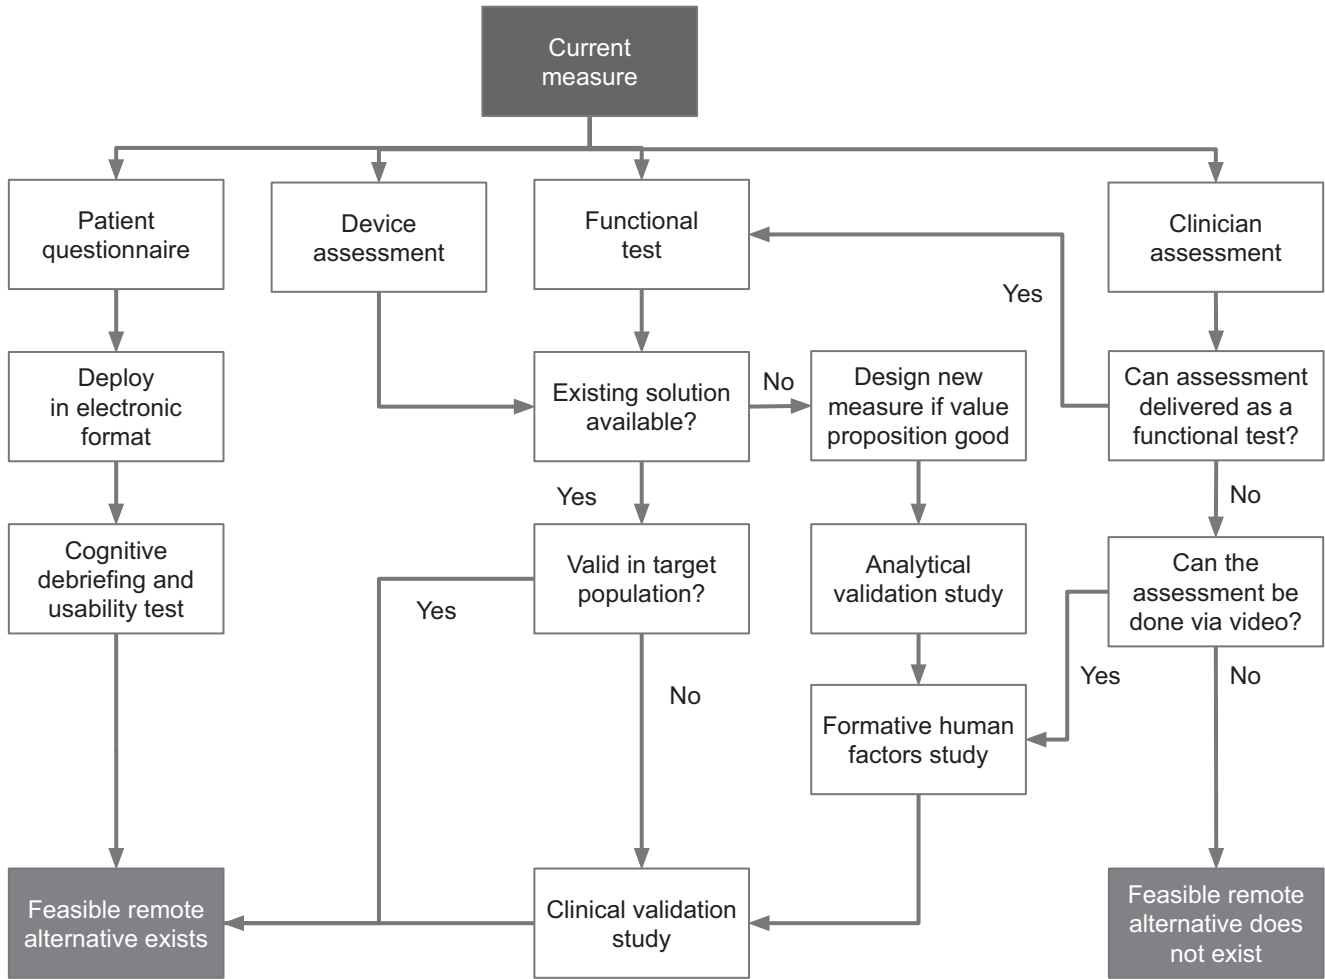 Current
measure
Patient
questionnaire
Device
assessment
Functional
test
Clinician
assessment
Yes
Deploy
in electronic
format
Existing solution
available?
No
Design new
measure if value
proposition good
Can assessment
delivered as a
functional test?
Yes
No
Cognitive
debriefing and
usability test
Valid in target
population?
Analytical
validation study
Can the
assessment be
done via video?
Yes
No
Yes
No
Formative human
factors study
Feasible remote
alternative exists
Clinical validation
study
Feasible remote
alternative does
not exist